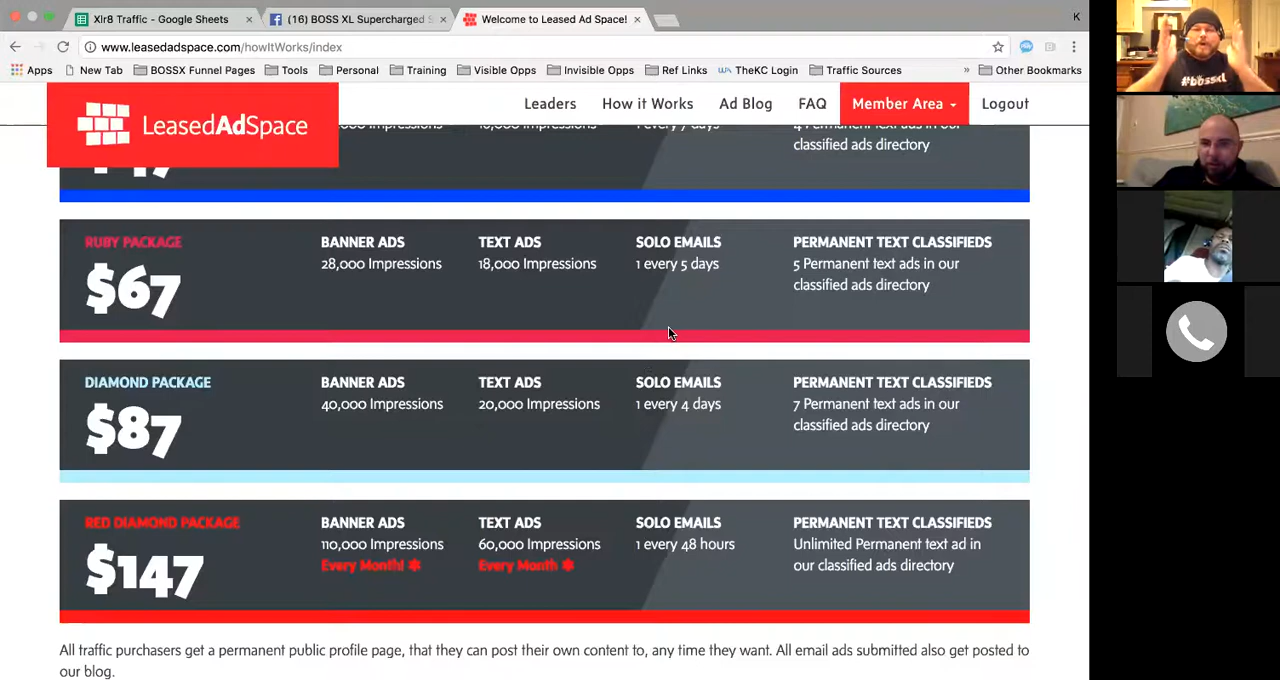 Xlr8 Traffic - Google Sheets
(16) BOSS XL Supercharged S
Welcome to Leased Ad Space!
K
www.leasedadspace.com/howItWorks/index
Apps
New Tab
BOSSX Funnel Pages
Tools
Personal
Training
Visible Opps
Invisible Opps
Ref Links
TheKC Login
Traffic Sources
»
Other Bookmarks
LeasedAdSpace
Leaders
How it Works
Ad Blog
FAQ
Member Area
Logout
classified ads directory
RUBY PACKAGE
$67
BANNER ADS
28,000 Impressions
TEXT ADS
18,000 Impressions
SOLO EMAILS
1 every 5 days
PERMANENT TEXT CLASSIFIEDS
5 Permanent text ads in our
classified ads directory
DIAMOND PACKAGE
$87
BANNER ADS
40,000 Impressions
TEXT ADS
20,000 Impressions
SOLO EMAILS
1 every 4 days
PERMANENT TEXT CLASSIFIEDS
7 Permanent text ads in our
classified ads directory
RED DIAMOND PACKAGE
$147
BANNER ADS
110,000 Impressions
Every Month! *
TEXT ADS
60,000 Impressions
Every Month *
SOLO EMAILS
1 every 48 hours
PERMANENT TEXT CLASSIFIEDS
Unlimited Permanent text ad in
our classified ads directory
All traffic purchasers get a permanent public profile page, that they can post their own content to, any time they want. All email ads submitted also get posted to
our blog.
#bossxl